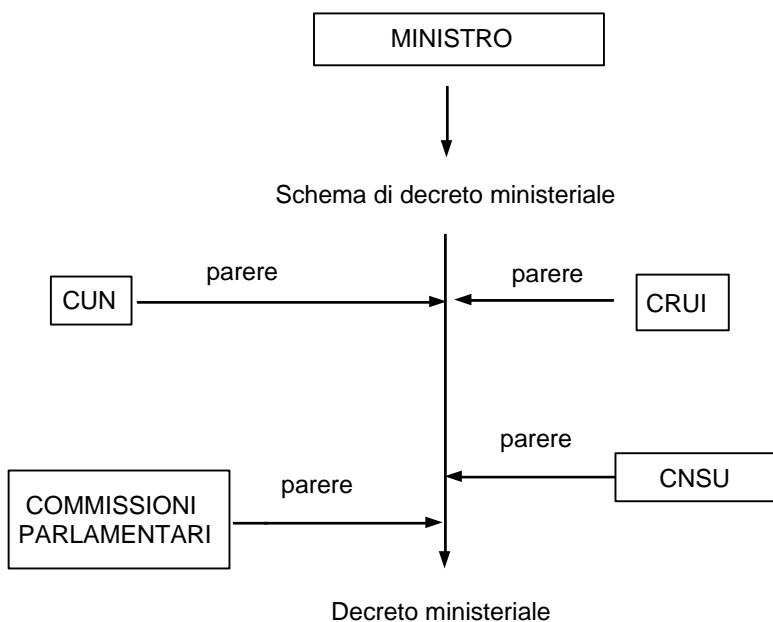 MINISTRO
Schema di decreto ministeriale
parere
parere
CUN
CRUI
parere
CNSU
parere
COMMISSIONI
PARLAMENTARI
Decreto ministeriale